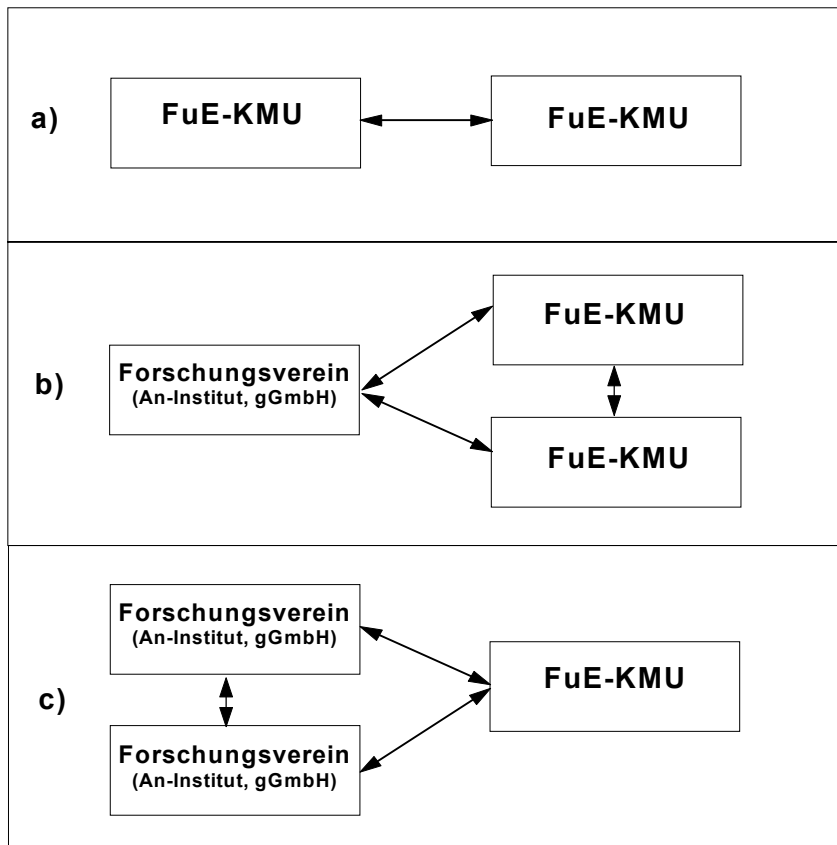 a)
FuE-KMU
FuE-KMU
b)
Forschungsverein
(An-Institut, gGmbH)
FuE-KMU
FuE-KMU
c)
Forschungsverein
(An-Institut, gGmbH)
Forschungsverein
(An-Institut, gGmbH)
FuE-KMU